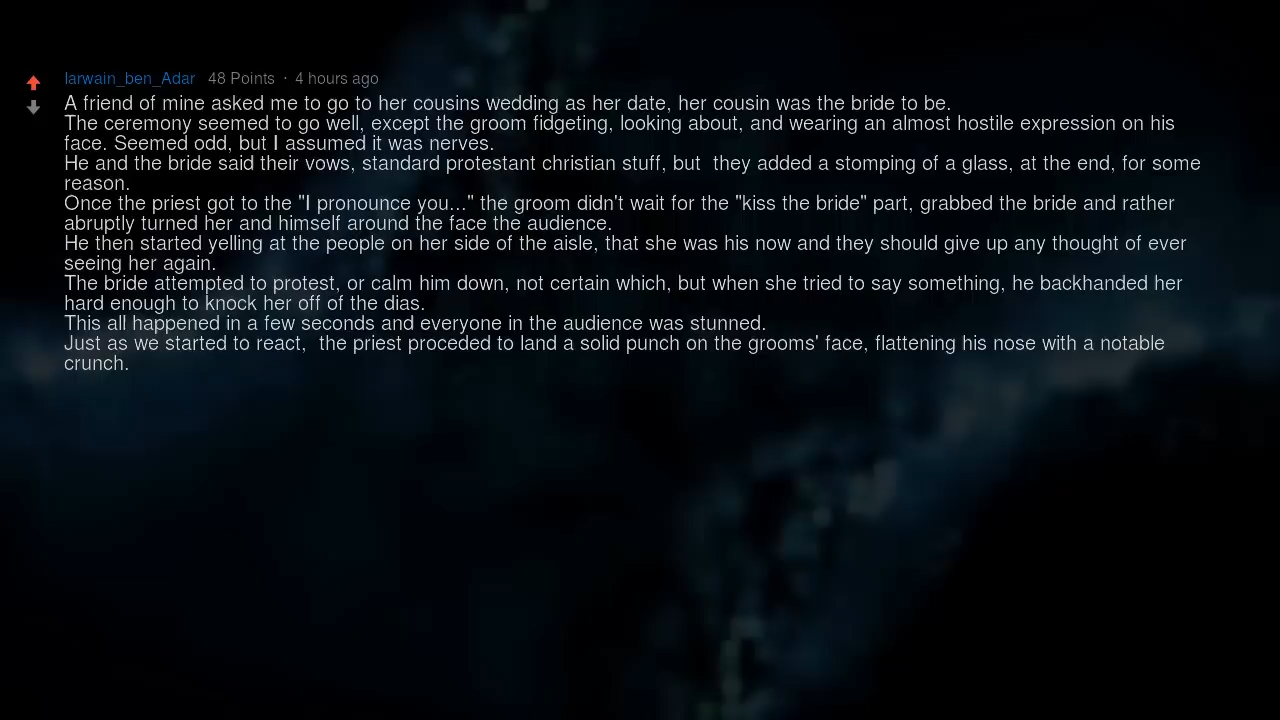 Iarwain_ben_Adar 48 Points · 4 hours ago
A friend of mine asked me to go to her cousins wedding as her date, her cousin was the bride to be.
The ceremony seemed to go well, except the groom fidgeting, looking about, and wearing an almost hostile expression on his
face. Seemed odd, but I assumed it was nerves.
He and the bride said their vows, standard protestant christian stuff, but  they added a stomping of a glass, at the end, for some
reason.
Once the priest got to the "I pronounce you..." the groom didn't wait for the "kiss the bride" part, grabbed the bride and rather
abruptly turned her and himself around the face the audience.
He then started yelling at the people on her side of the aisle, that she was his now and they should give up any thought of ever
seeing her again.
The bride attempted to protest, or calm him down, not certain which, but when she tried to say something, he backhanded her
hard enough to knock her off of the dias.
This all happened in a few seconds and everyone in the audience was stunned.
Just as we started to react,  the priest proceded to land a solid punch on the grooms' face, flattening his nose with a notable
crunch.